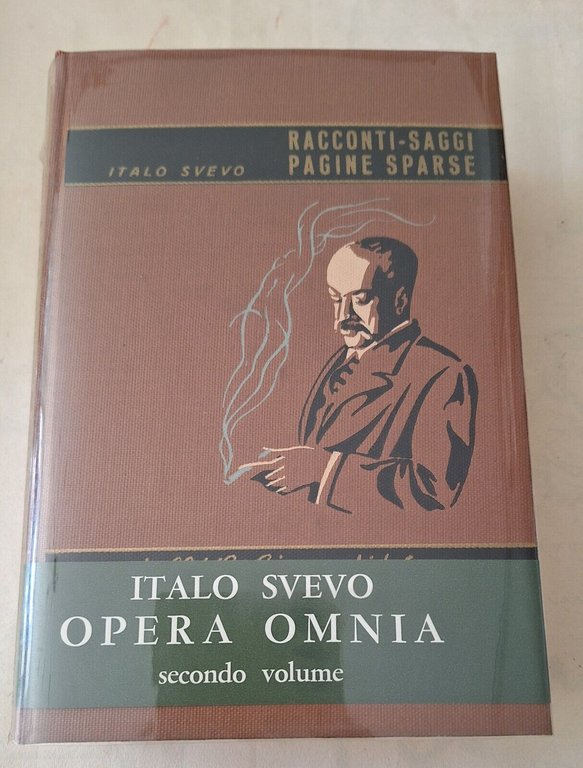 RACCONTI-SAGGI
ITALO SVEVO PAGINE SPARSE
ITALO SVEVO
OPERA OMNIA
secondo volume